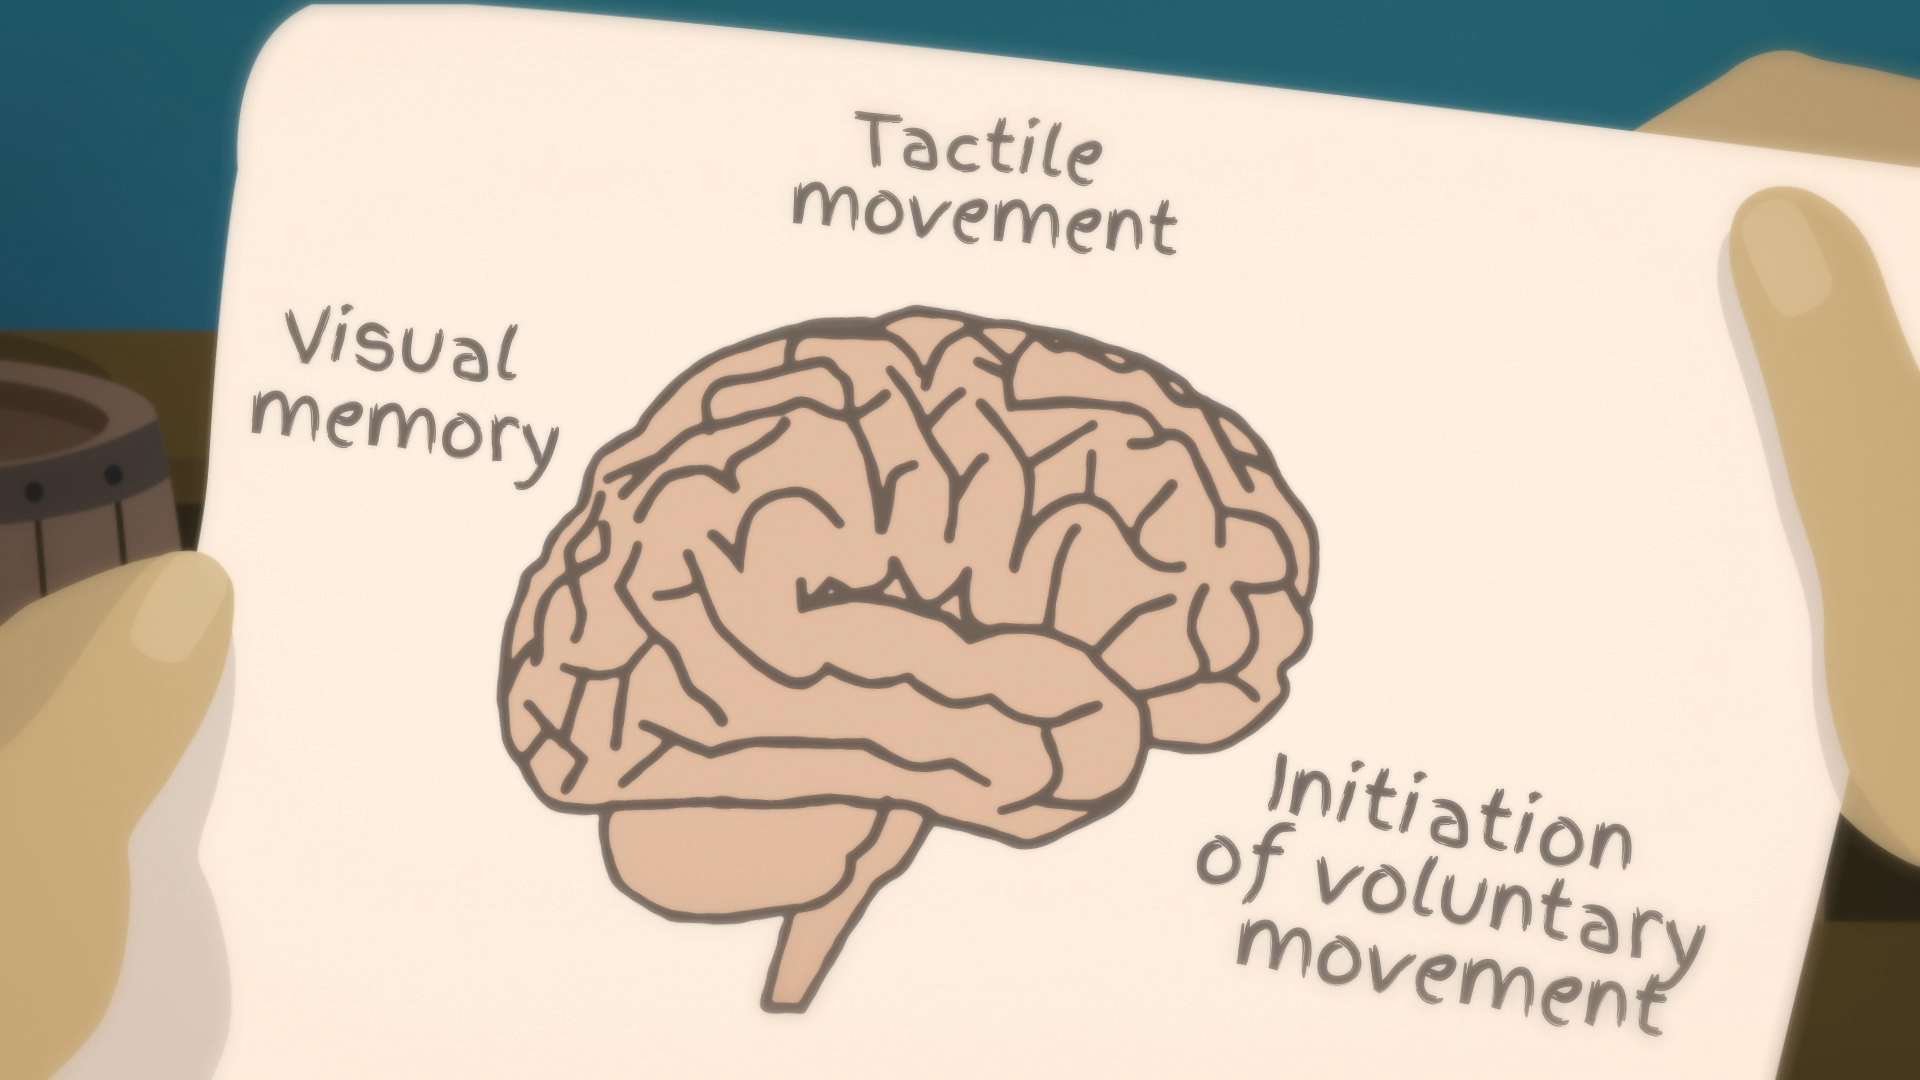 Tactile
movement
Visual
memory
Initiation
of voluntary
movement